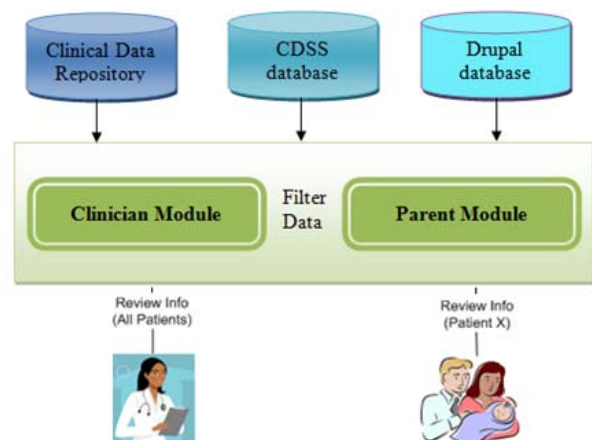 Clinical Data
Repository
CDSS
database
Drupal
database
Clinician Module
Filter
Data
Parent Module
Review Info
(All Patients)
Review Info
(Patient X)